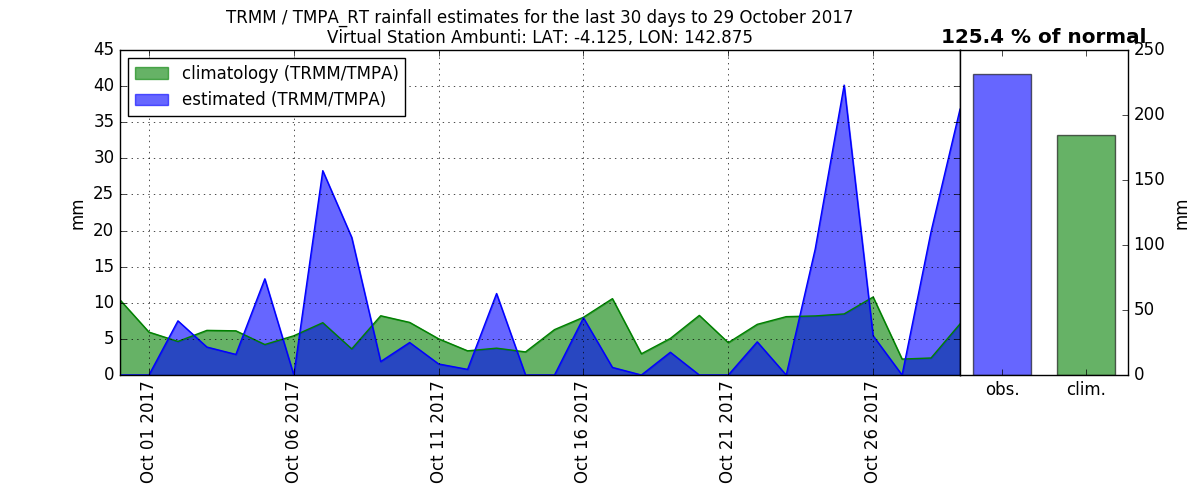 TRMM / TMPA_RT rainfall estimates for the last 30 days to 29 October 2017
Virtual Station Ambunti: LAT: -4.125, LON: 142.875
125.4 % of normal
climatology (TRMM/TMPA)
estimated (TRMM/TMPA)
mm
45
40
35
30
25
20
15
10
5
0
Oct 01 2017
Oct 06 2017
Oct 11 2017
Oct 16 2017
Oct 21 2017
Oct 26 2017
obs.
clim.
250
200
150
100
50
0
mm